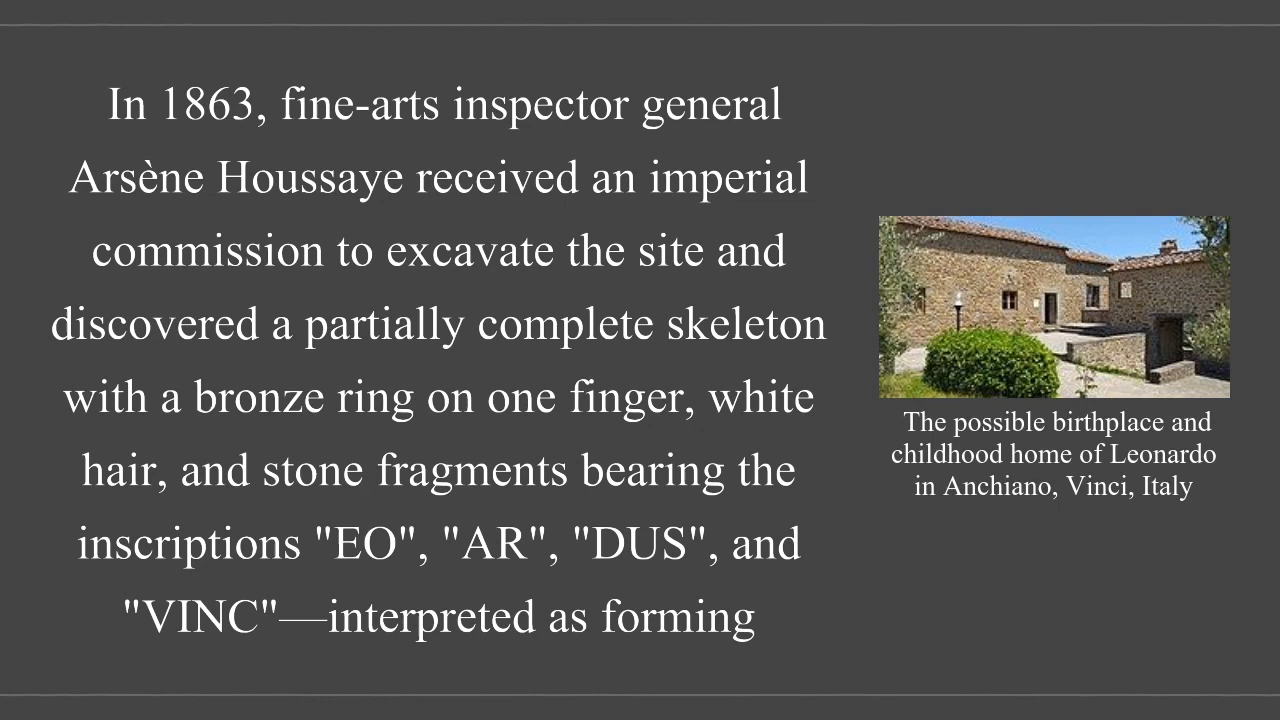 In 1863, fine-arts inspector general
Arsène Houssaye received an imperial
commission to excavate the site and
discovered a partially complete skeleton
with a bronze ring on one finger, white
hair, and stone fragments bearing the
inscriptions "EO", "AR", "DUS", and
"VINC"—interpreted as forming
The possible birthplace and
childhood home of Leonardo
in Anchiano, Vinci, Italy